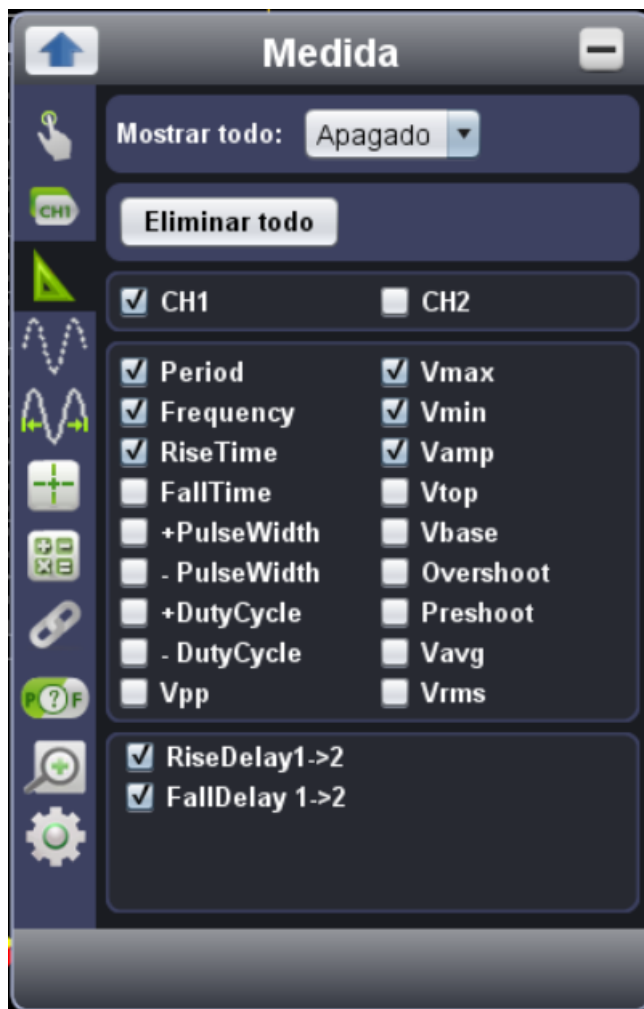 Medida
Mostrar todo: Apagado
CH1
Eliminar todo
CH1 CH2
Period Vmax
Frequency Vmin
RiseTime Vamp
FallTime Vtop
+PulseWidth Vbase
- PulseWidth Overshoot
+DutyCycle Preshoot
- DutyCycle Vavg
Vpp Vrms
P ? F
RiseDelay1->2
FallDelay 1->2